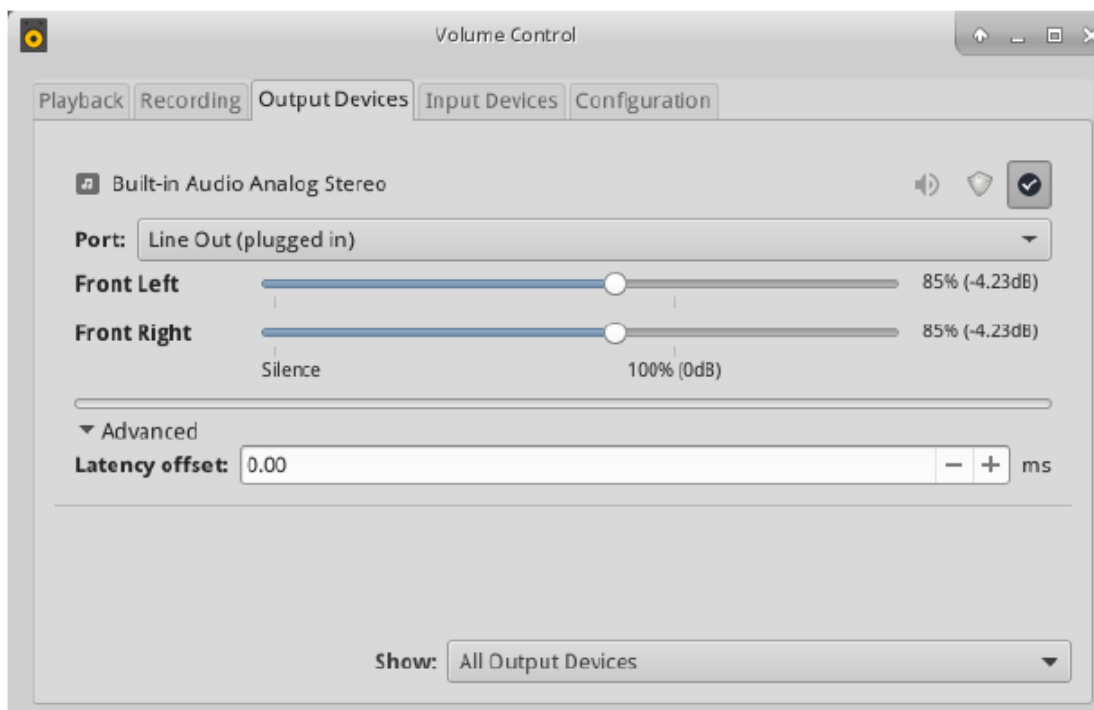 Volume Control
Playback Recording Output Devices Input Devices Configuration
Built-in Audio Analog Stereo
Port: Line Out (plugged in)
Front Left 85% (-4.23dB)
Front Right 85% (-4.23dB)
Silence 100% (0dB)
Advanced
Latency offset: 0.00 ms
Show: All Output Devices